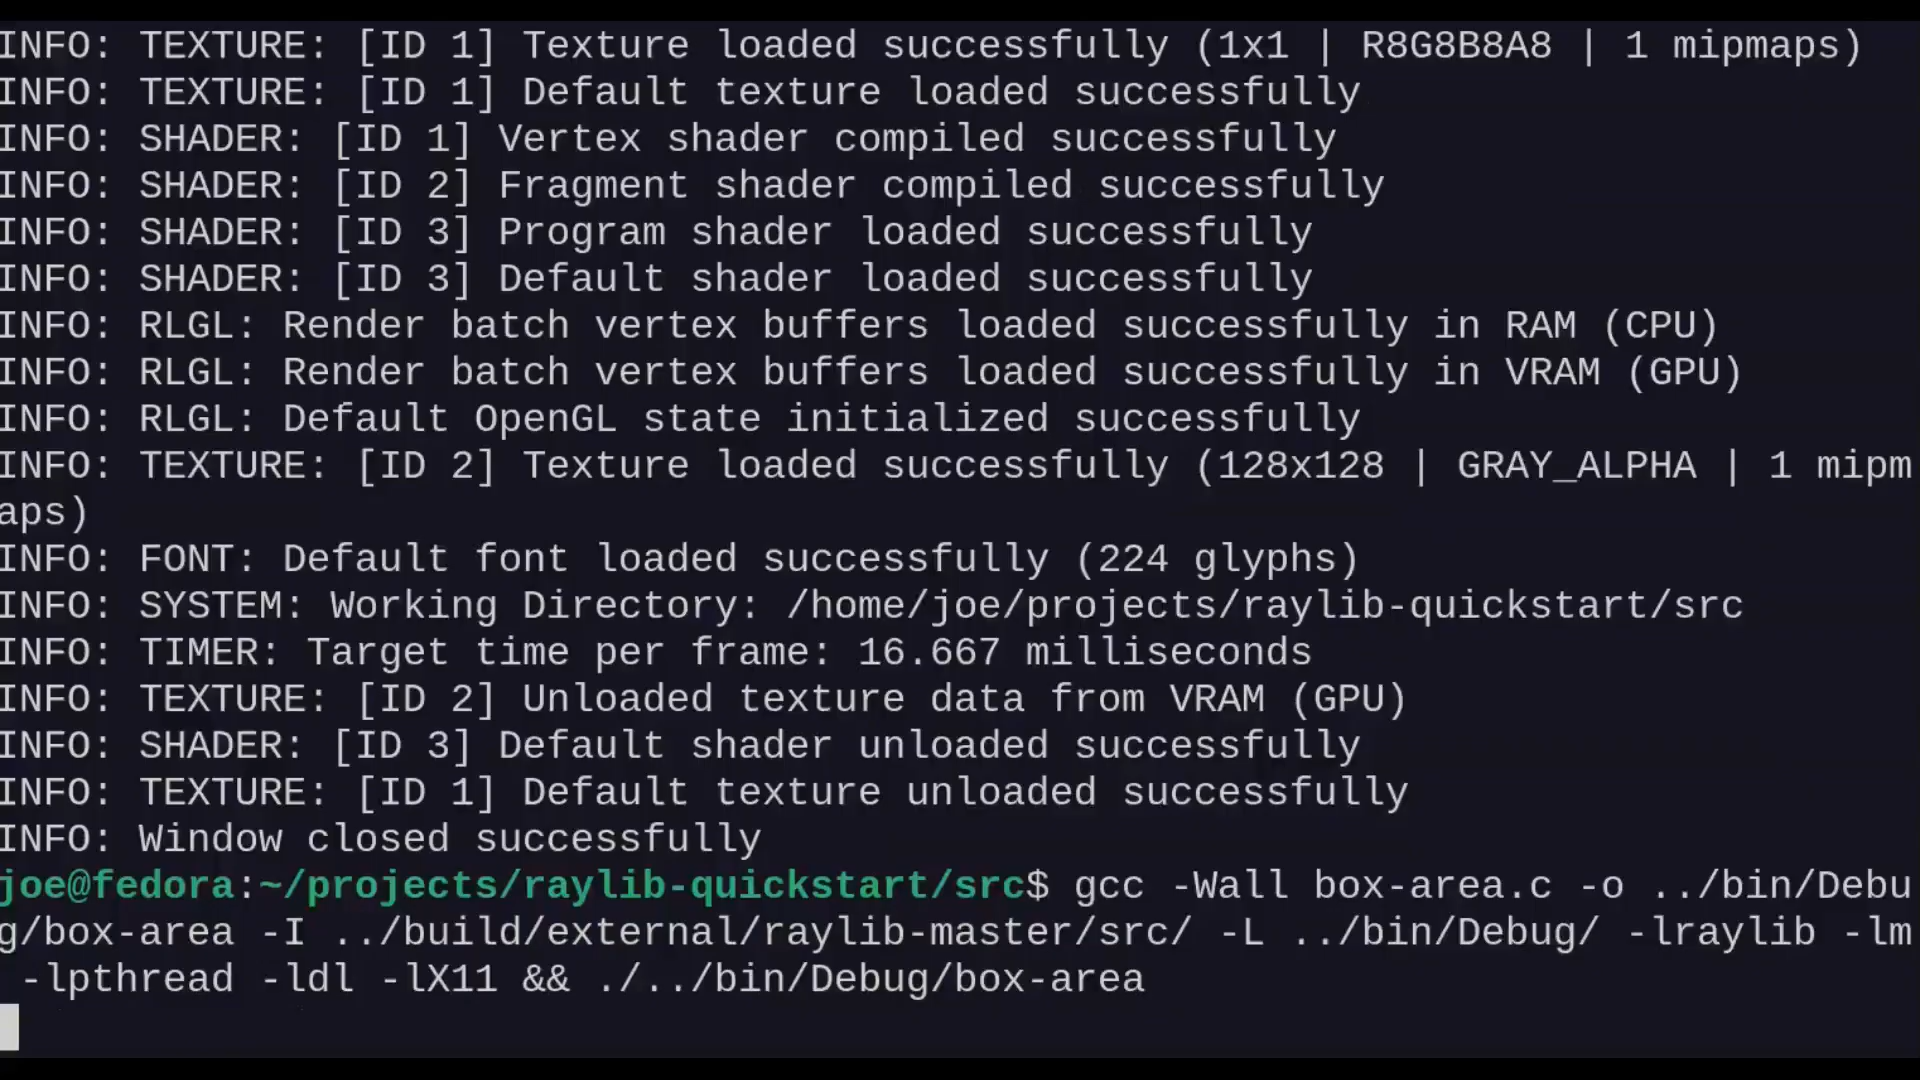 INFO: TEXTURE: [ID 1] Texture loaded successfully (1x1 | R8G8B8A8 | 1 mipmaps)
INFO: TEXTURE: [ID 1] Default texture loaded successfully
INFO: SHADER: [ID 1] Vertex shader compiled successfully
INFO: SHADER: [ID 2] Fragment shader compiled successfully
INFO: SHADER: [ID 3] Program shader loaded successfully
INFO: SHADER: [ID 3] Default shader loaded successfully
INFO: RLGL: Render batch vertex buffers loaded successfully in RAM (CPU)
INFO: RLGL: Render batch vertex buffers loaded successfully in VRAM (GPU)
INFO: RLGL: Default OpenGL state initialized successfully
INFO: TEXTURE: [ID 2] Texture loaded successfully (128x128 | GRAY_ALPHA | 1 mipm
aps)
INFO: FONT: Default font loaded successfully (224 glyphs)
INFO: SYSTEM: Working Directory: /home/joe/projects/raylib-quickstart/src
INFO: TIMER: Target time per frame: 16.667 milliseconds
INFO: TEXTURE: [ID 2] Unloaded texture data from VRAM (GPU)
INFO: SHADER: [ID 3] Default shader unloaded successfully
INFO: TEXTURE: [ID 1] Default texture unloaded successfully
INFO: Window closed successfully
joe@fedora:~/projects/raylib-quickstart/src$ gcc -Wall box-area.c -o ../bin/Debu
g/box-area -I ../build/external/raylib-master/src/ -L ../bin/Debug/ -lraylib -lm
 -lpthread -ldl -lX11 && ./../bin/Debug/box-area